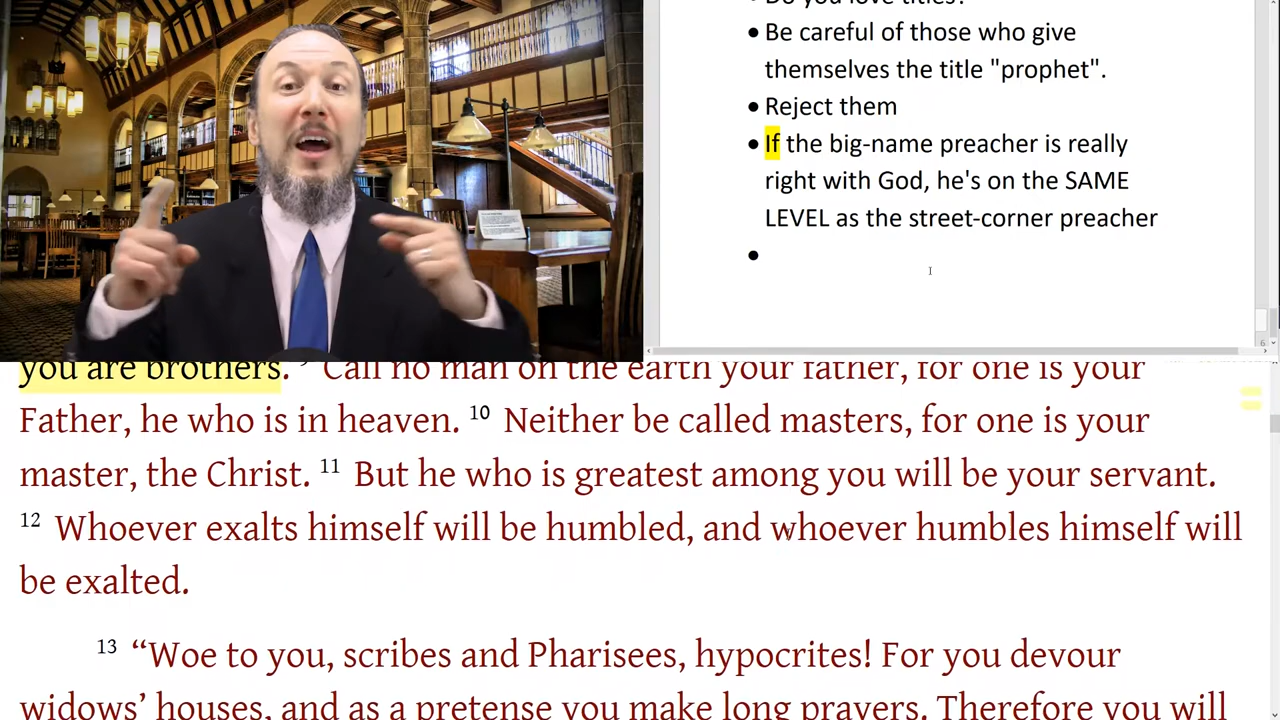 Do you love titles?
• Be careful of those who give
themselves the title "prophet".
• Reject them
• If the big-name preacher is really
right with God, he's on the SAME
LEVEL as the street-corner preacher
•
6
you are brothers. 9 Call no man on the earth your father, for one is your
Father, he who is in heaven. 10 Neither be called masters, for one is your
master, the Christ. 11 But he who is greatest among you will be your servant.
12 Whoever exalts himself will be humbled, and whoever humbles himself will
be exalted.
13 “Woe to you, scribes and Pharisees, hypocrites! For you devour
widows’ houses, and as a pretense you make long prayers. Therefore you will